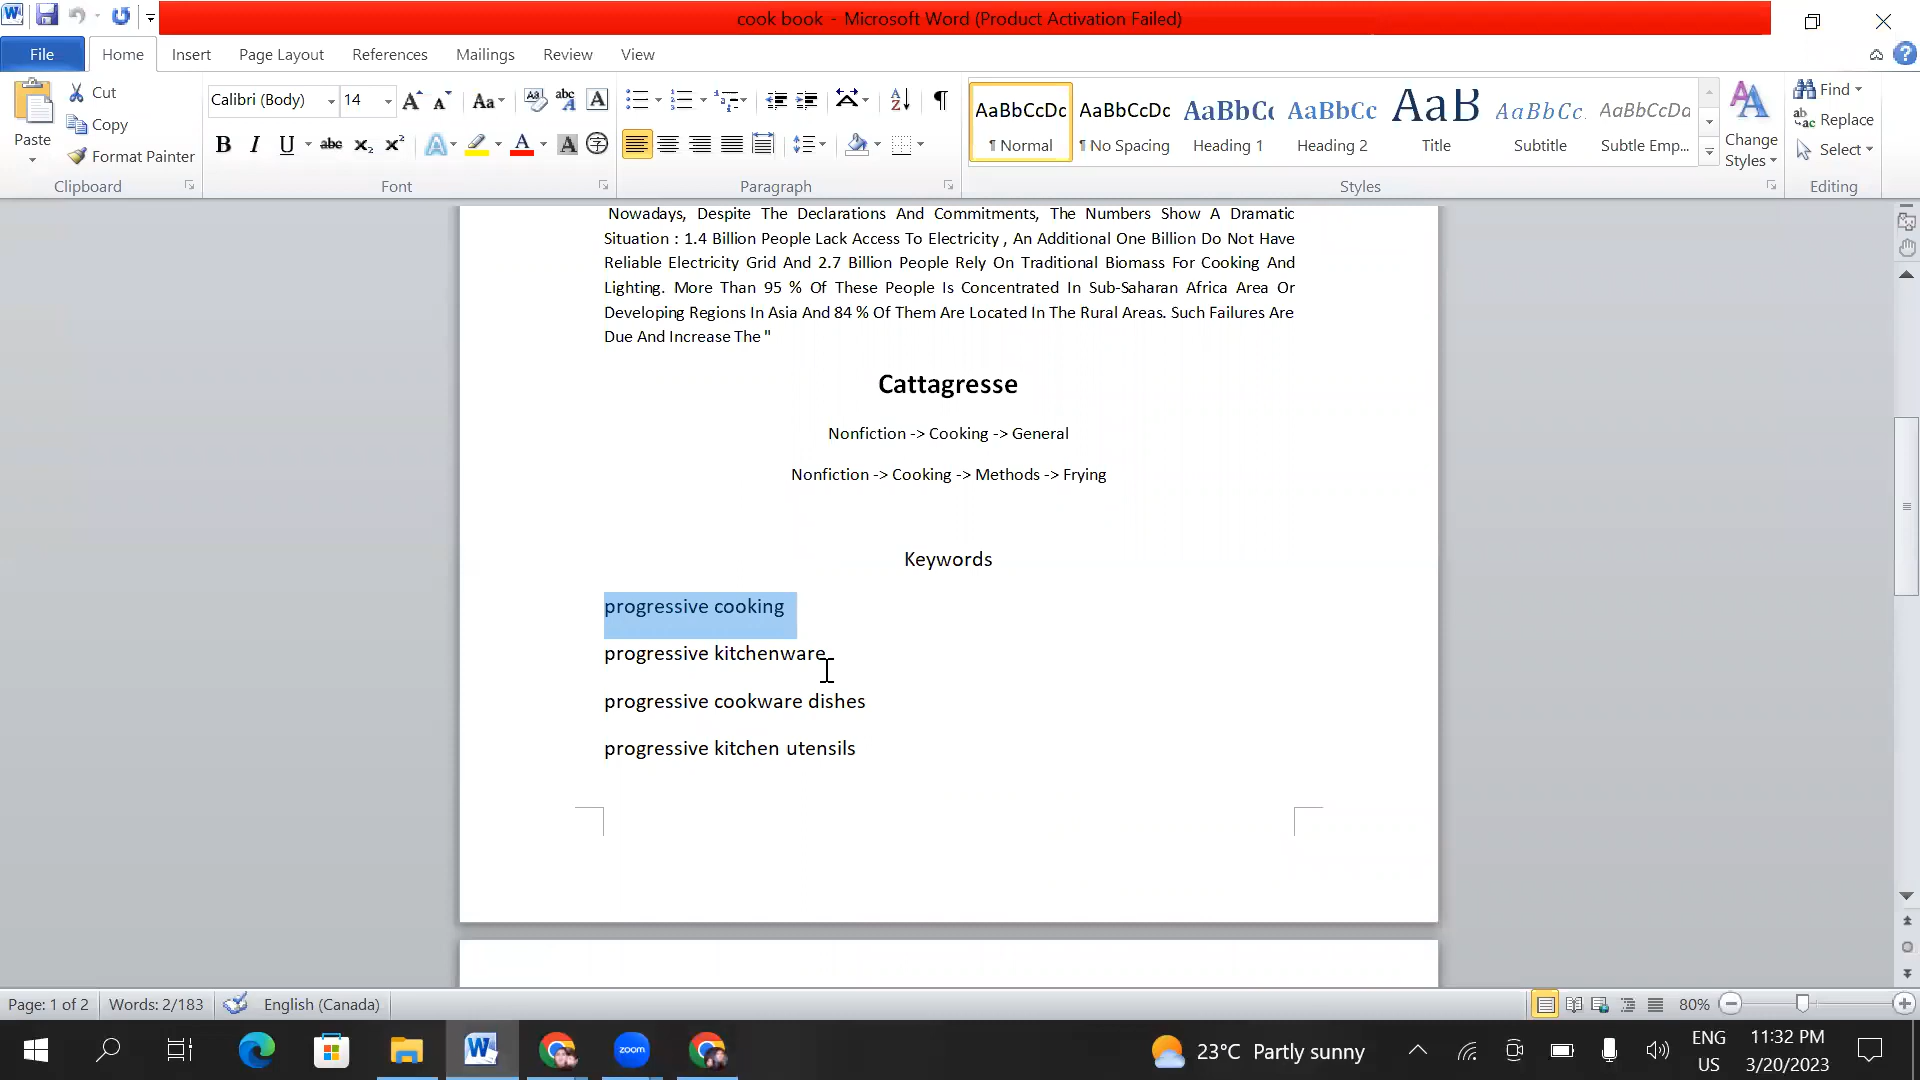 cook book - Microsoft Word (Product Activation Failed)
File Home Insert Page Layout References Mailings Review View
Paste
Cut
Copy
Format Painter
Clipboard
Calibri (Body) 14
Font
Paragraph
AaBbCcDc AaBbCcDc AaBbCc AaBbCc AaB AaBbCc. AaBbCcDa
¶ Normal ¶ No Spacing Heading 1 Heading 2 Title Subtitle Subtle Emp...
Change
Styles
Styles
Find
Replace
Select
Editing
Nowadays, Despite The Declarations And Commitments, The Numbers Show A Dramatic
Situation : 1.4 Billion People Lack Access To Electricity , An Additional One Billion Do Not Have
Reliable Electricity Grid And 2.7 Billion People Rely On Traditional Biomass For Cooking And
Lighting. More Than 95 % Of These People Is Concentrated In Sub-Saharan Africa Area Or
Developing Regions In Asia And 84 % Of Them Are Located In The Rural Areas. Such Failures Are
Due And Increase The "
Cattagresse
Nonfiction -> Cooking -> General
Nonfiction -> Cooking -> Methods -> Frying
Keywords
progressive cooking
progressive kitchenware
progressive cookware dishes
progressive kitchen utensils
Page: 1 of 2 Words: 2/183 English (Canada) 80%
zoom
23°C Partly sunny
ENG
US
11:32 PM
3/20/2023